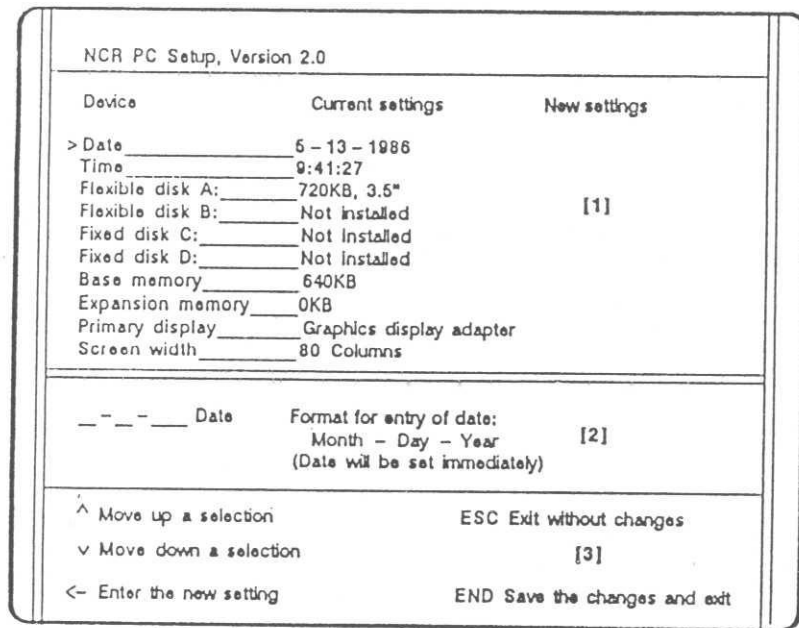 NCR PC Setup, Version 2.0
Device Current settings New settings
> Date 5 – 13 – 1986
Time 9:41:27
Flexible disk A: 720KB, 3.5"
Flexible disk B: Not installed
[1]
Fixed disk C: Not Installed
Fixed disk D: Not Installed
Base memory 640KB
Expansion memory 0KB
Primary display Graphics display adapter
Screen width 80 Columns
__ – __ – ___ Date Format for entry of date:
Month – Day – Year [2]
(Date will be set immediately)
^ Move up a selection ESC Exit without changes
v Move down a selection [3]
<– Enter the new setting END Save the changes and exit